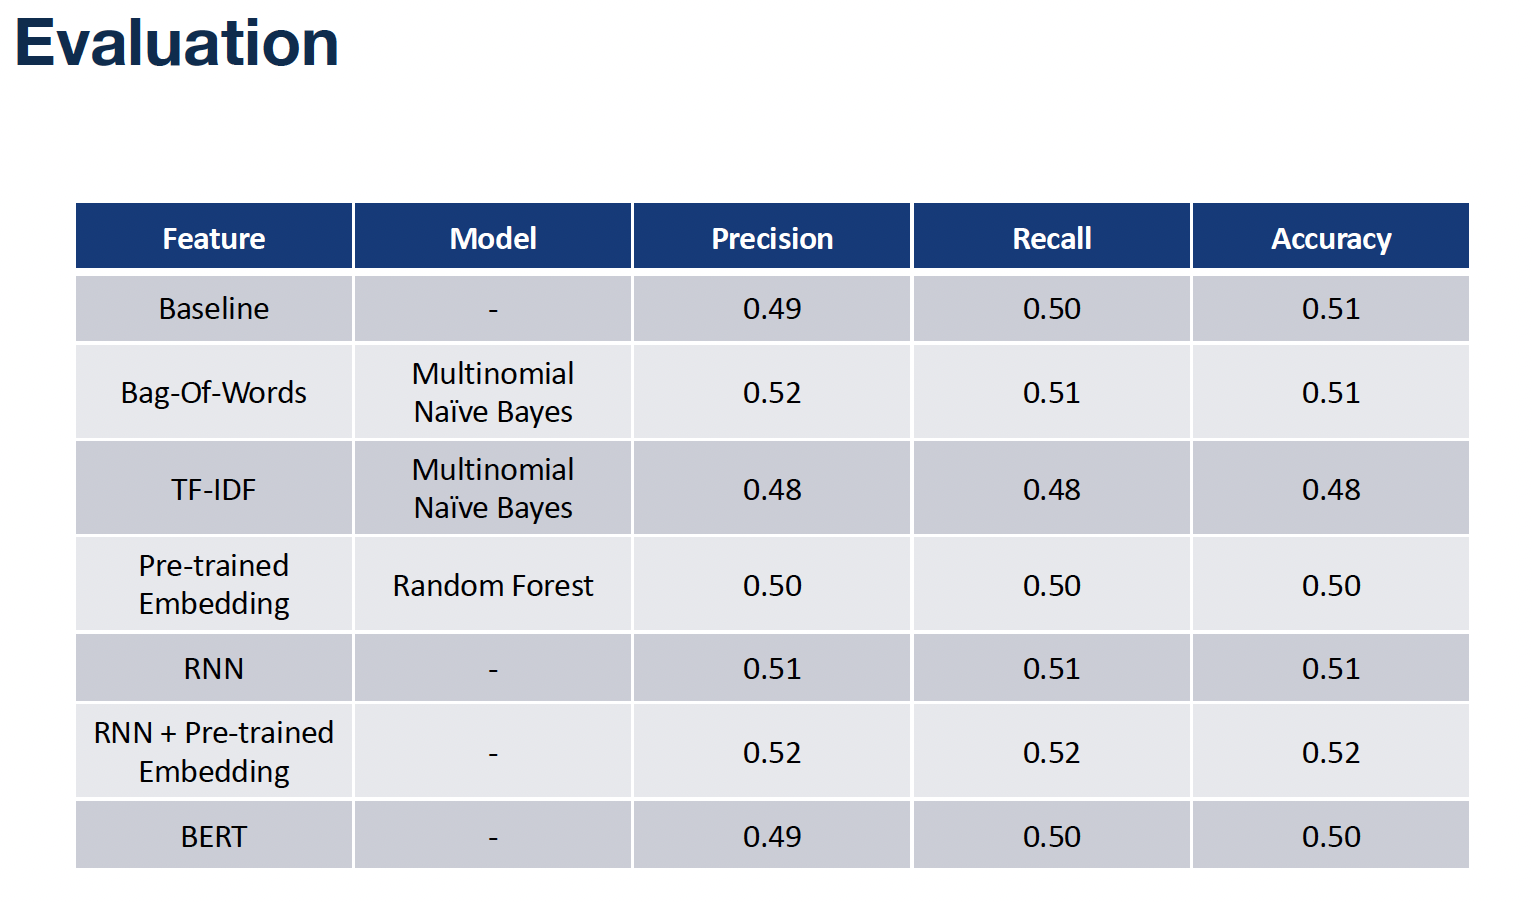 Evaluation
Feature Model Precision Recall Accuracy
Baseline - 0.49 0.50 0.51
Bag-Of-Words Multinomial Naïve Bayes 0.52 0.51 0.51
TF-IDF Multinomial Naïve Bayes 0.48 0.48 0.48
Pre-trained Embedding Random Forest 0.50 0.50 0.50
RNN - 0.51 0.51 0.51
RNN + Pre-trained Embedding - 0.52 0.52 0.52
BERT - 0.49 0.50 0.50